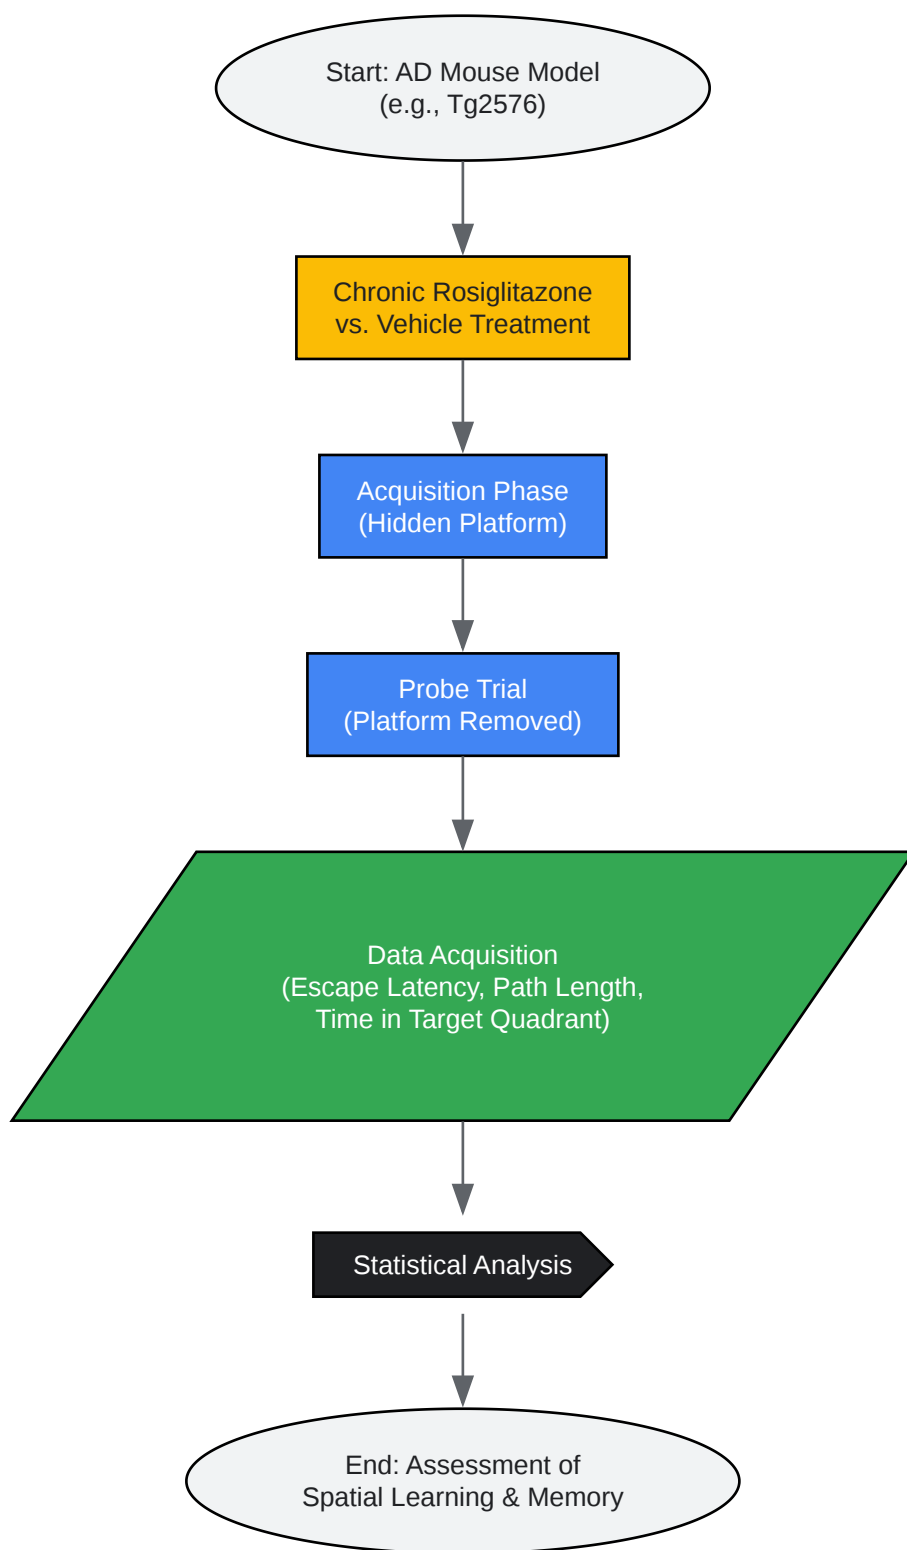 Start: AD Mouse Model
(e.g., Tg2576)
Chronic Rosiglitazone
vs. Vehicle Treatment
Acquisition Phase
(Hidden Platform)
Probe Trial
(Platform Removed)
Data Acquisition
(Escape Latency, Path Length,
Time in Target Quadrant)
Statistical Analysis
End: Assessment of
Spatial Learning & Memory